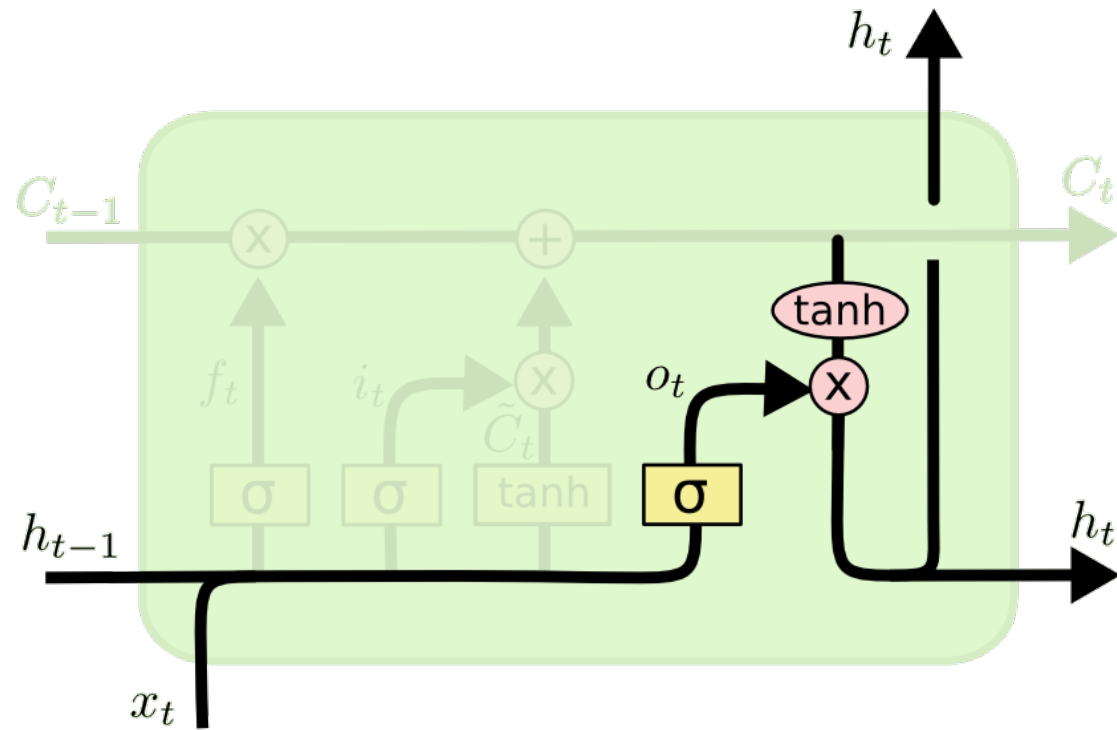 h_t
C_{t-1}
C_t
x
+
tanh
f_t
i_t
x
o_t
x
C̃_t
σ
σ
tanh
σ
h_{t-1}
h_t
x_t